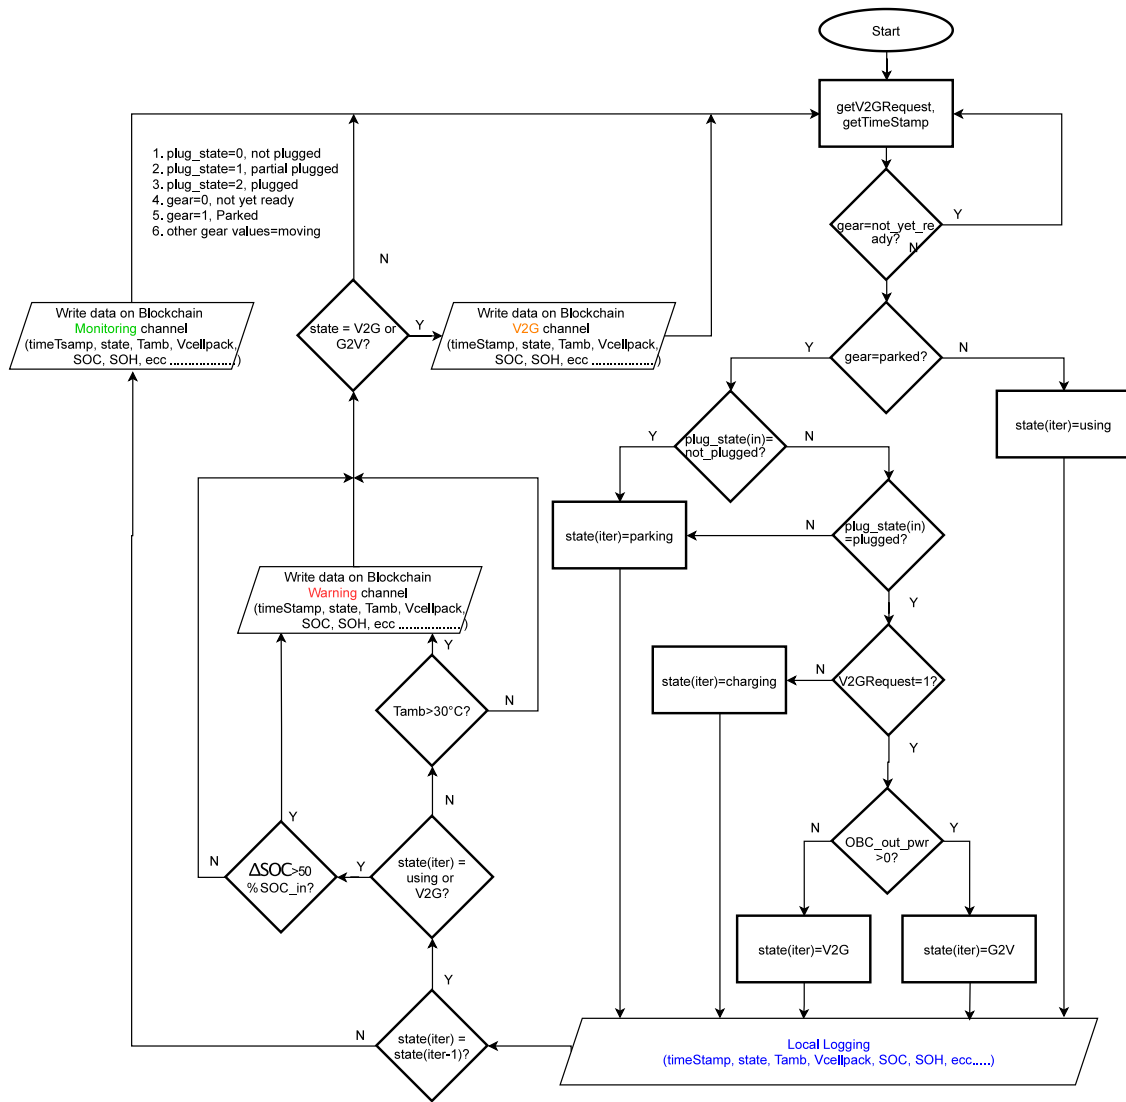 Start
getV2GRequest,
getTimeStamp
1. plug_state=0, not plugged
2. plug_state=1, partial plugged
3. plug_state=2, plugged
4. gear=0, not yet ready
5. gear=1, Parked
6. other gear values=moving
gear=not_yet_re
ady?
Y
N
N
Write data on Blockchain
Monitoring channel
(timeTsamp, state, Tamb, Vcellpack,
SOC, SOH, ecc ..................)
state = V2G or
G2V?
Y
Write data on Blockchain
V2G channel
(timeStamp, state, Tamb, Vcellpack,
SOC, SOH, ecc ..................)
Y
gear=parked?
N
state(iter)=using
Y
plug_state(in)=
not_plugged?
N
state(iter)=parking
N
plug_state(in)
=plugged?
Y
Write data on Blockchain
Warning channel
(timeStamp, state, Tamb, Vcellpack,
SOC, SOH, ecc ..................)
Y
Tamb>30°C?
N
state(iter)=charging
N
V2GRequest=1?
Y
N
Y
N
ΔSOC>50
%SOC_in?
Y
state(iter) =
using or
V2G?
N
OBC_out_pwr
>0?
Y
state(iter)=V2G
state(iter)=G2V
Y
N
state(iter) =
state(iter-1)?
Local Logging
(timeStamp, state, Tamb, Vcellpack, SOC, SOH, ecc.....)